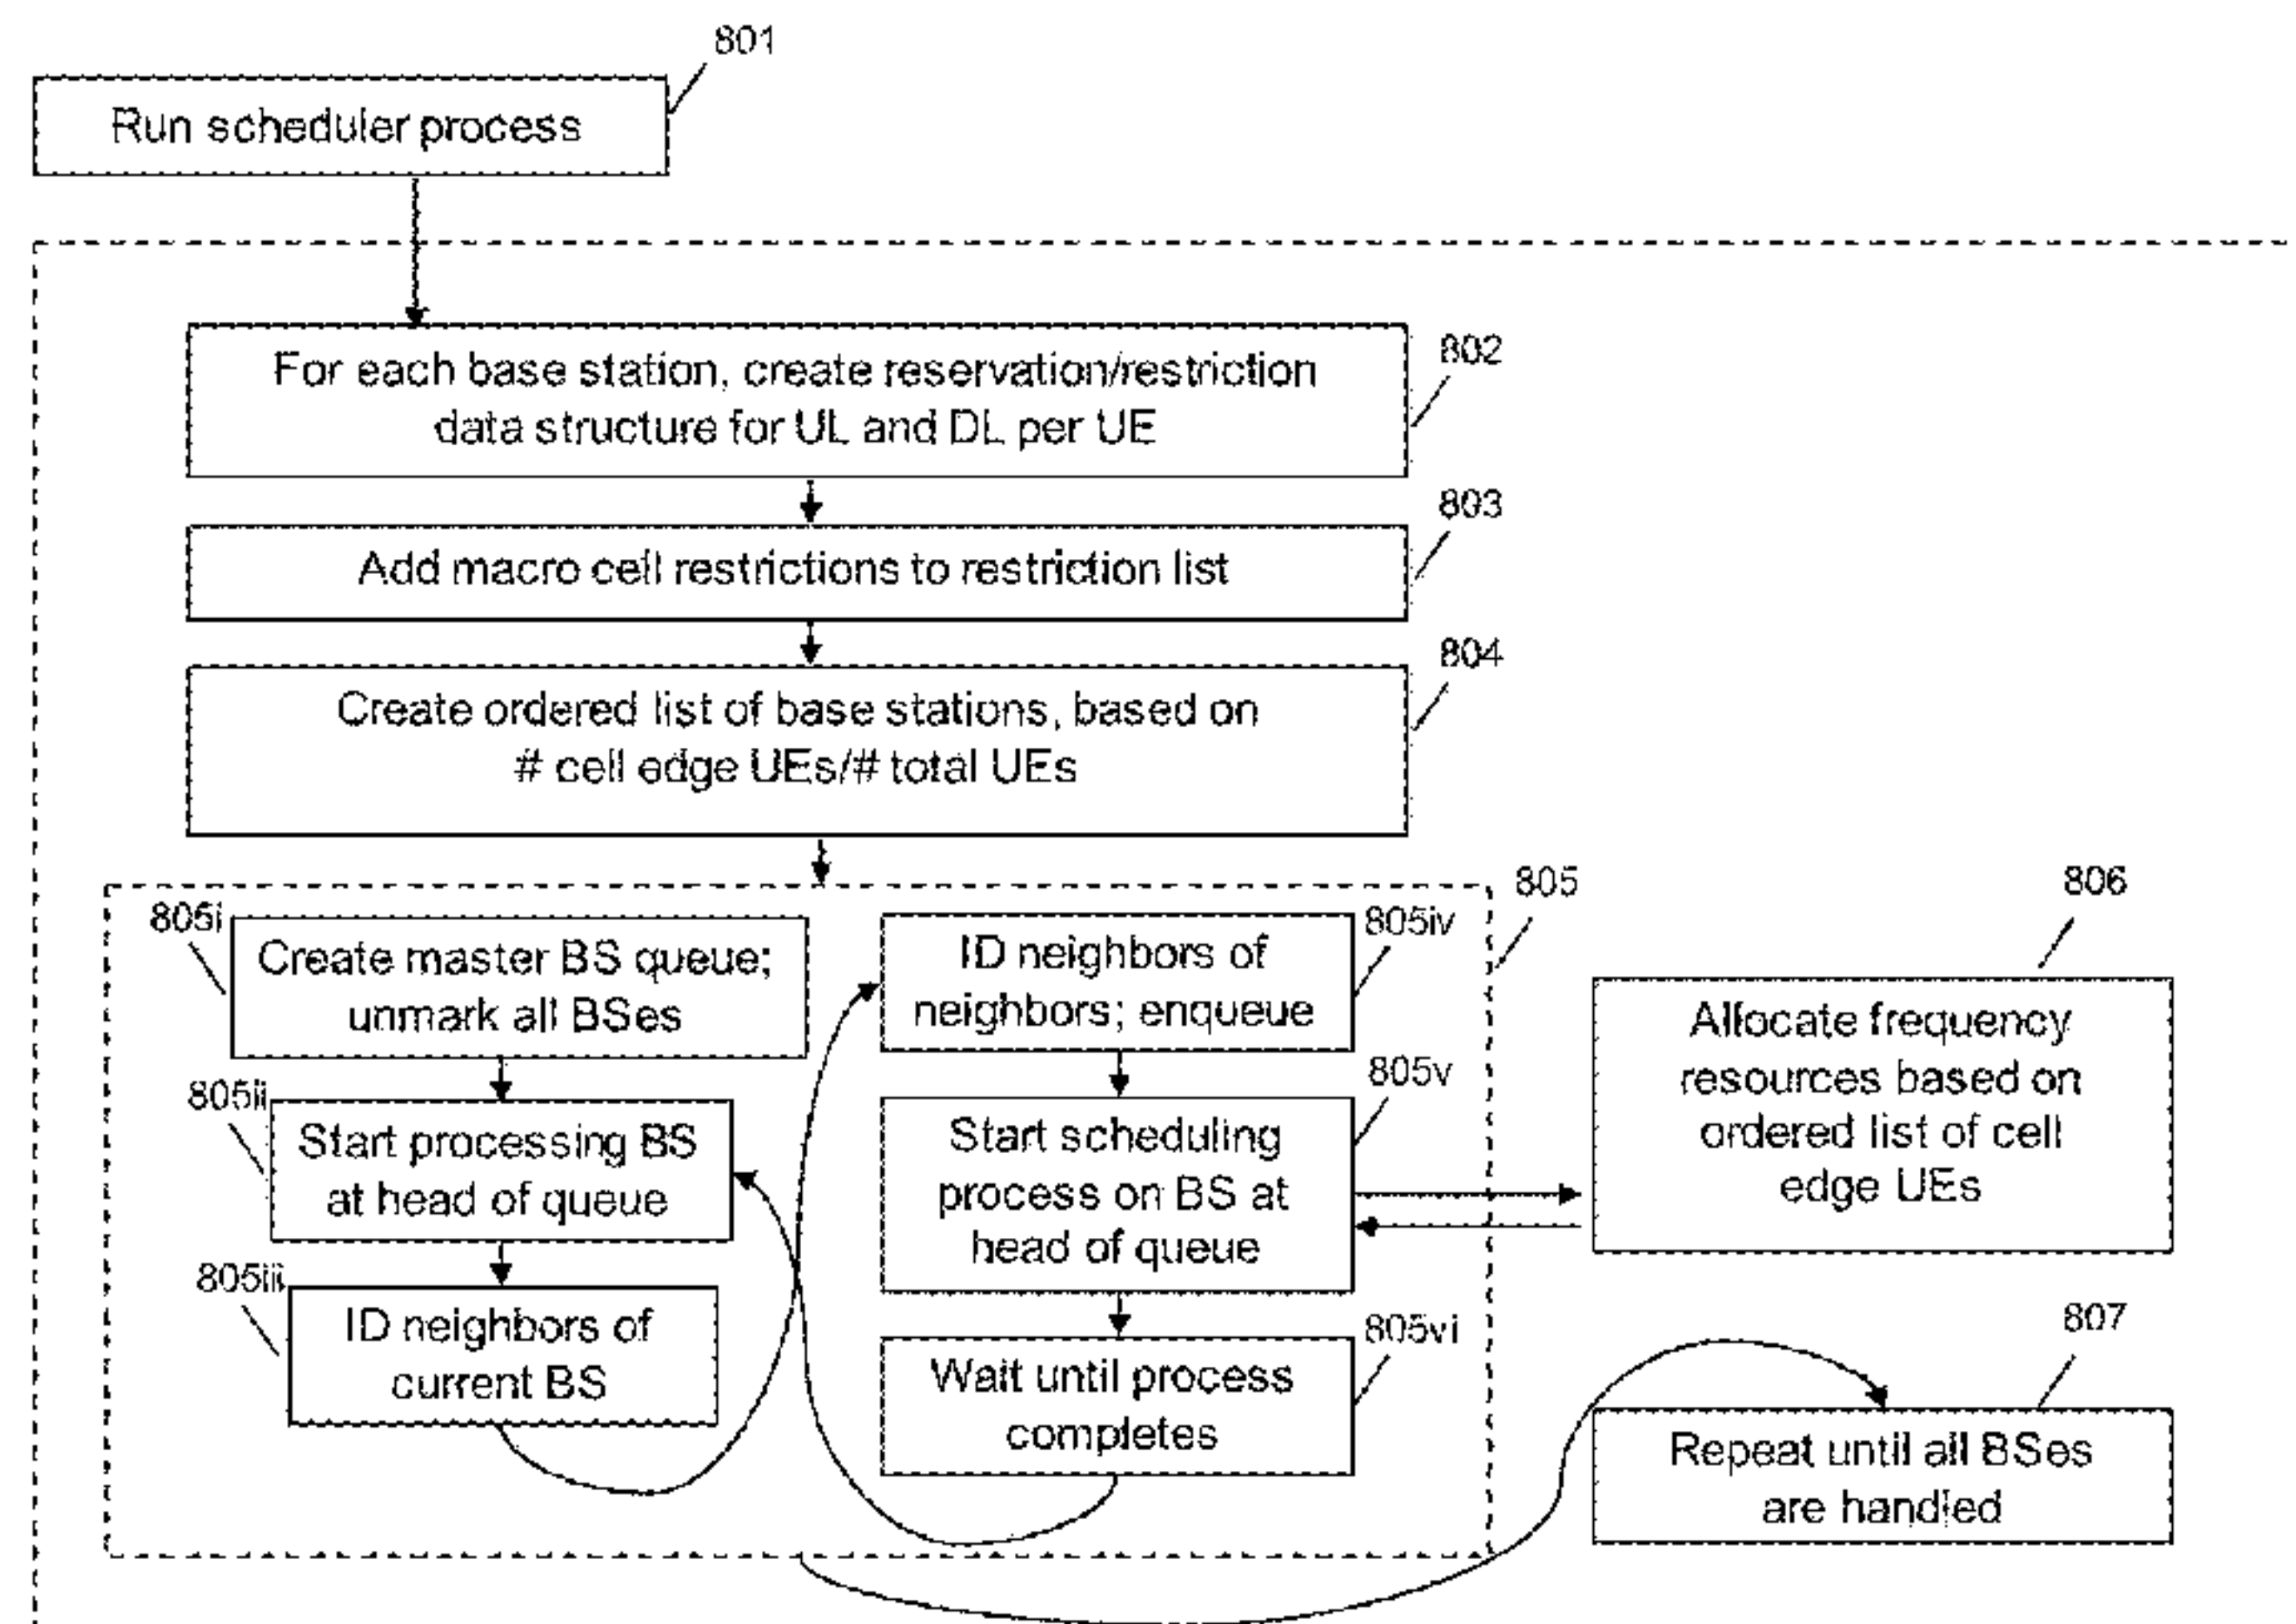 801
Run scheduler process
802
For each base station, create reservation/restriction
data structure for UL and DL per UE
803
Add macro cell restrictions to restriction list
804
Create ordered list of base stations, based on
# cell edge UEs/# total UEs
805
805i
Create master BS queue;
unmark all BSes
805ii
Start processing BS
at head of queue
805iii
ID neighbors of
current BS
805iv
ID neighbors of
neighbors; enqueue
805v
Start scheduling
process on BS at
head of queue
805vi
Wait until process
completes
806
Allocate frequency
resources based on
ordered list of cell
edge UEs
807
Repeat until all BSes
are handled